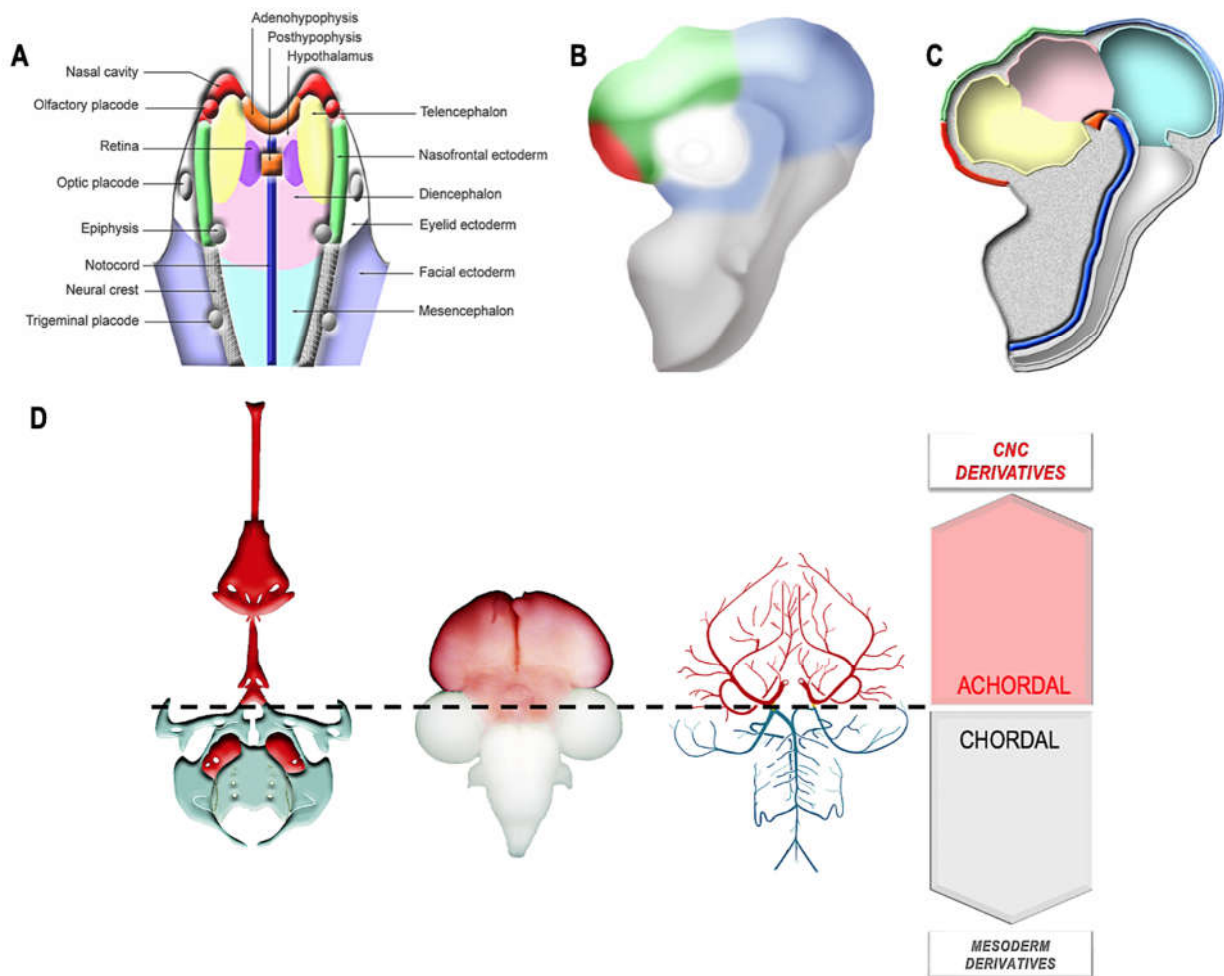 A
Adenohypophysis
Posthypophysis
Hypothalamus
Nasal cavity
Olfactory placode
Retina
Optic placode
Epiphysis
Notocord
Neural crest
Trigeminal placode
Telencephalon
Nasofrontal ectoderm
Diencephalon
Eyelid ectoderm
Facial ectoderm
Mesencephalon
B
C
D
CNC
DERIVATIVES
ACHORDAL
CHORDAL
MESODERM
DERIVATIVES